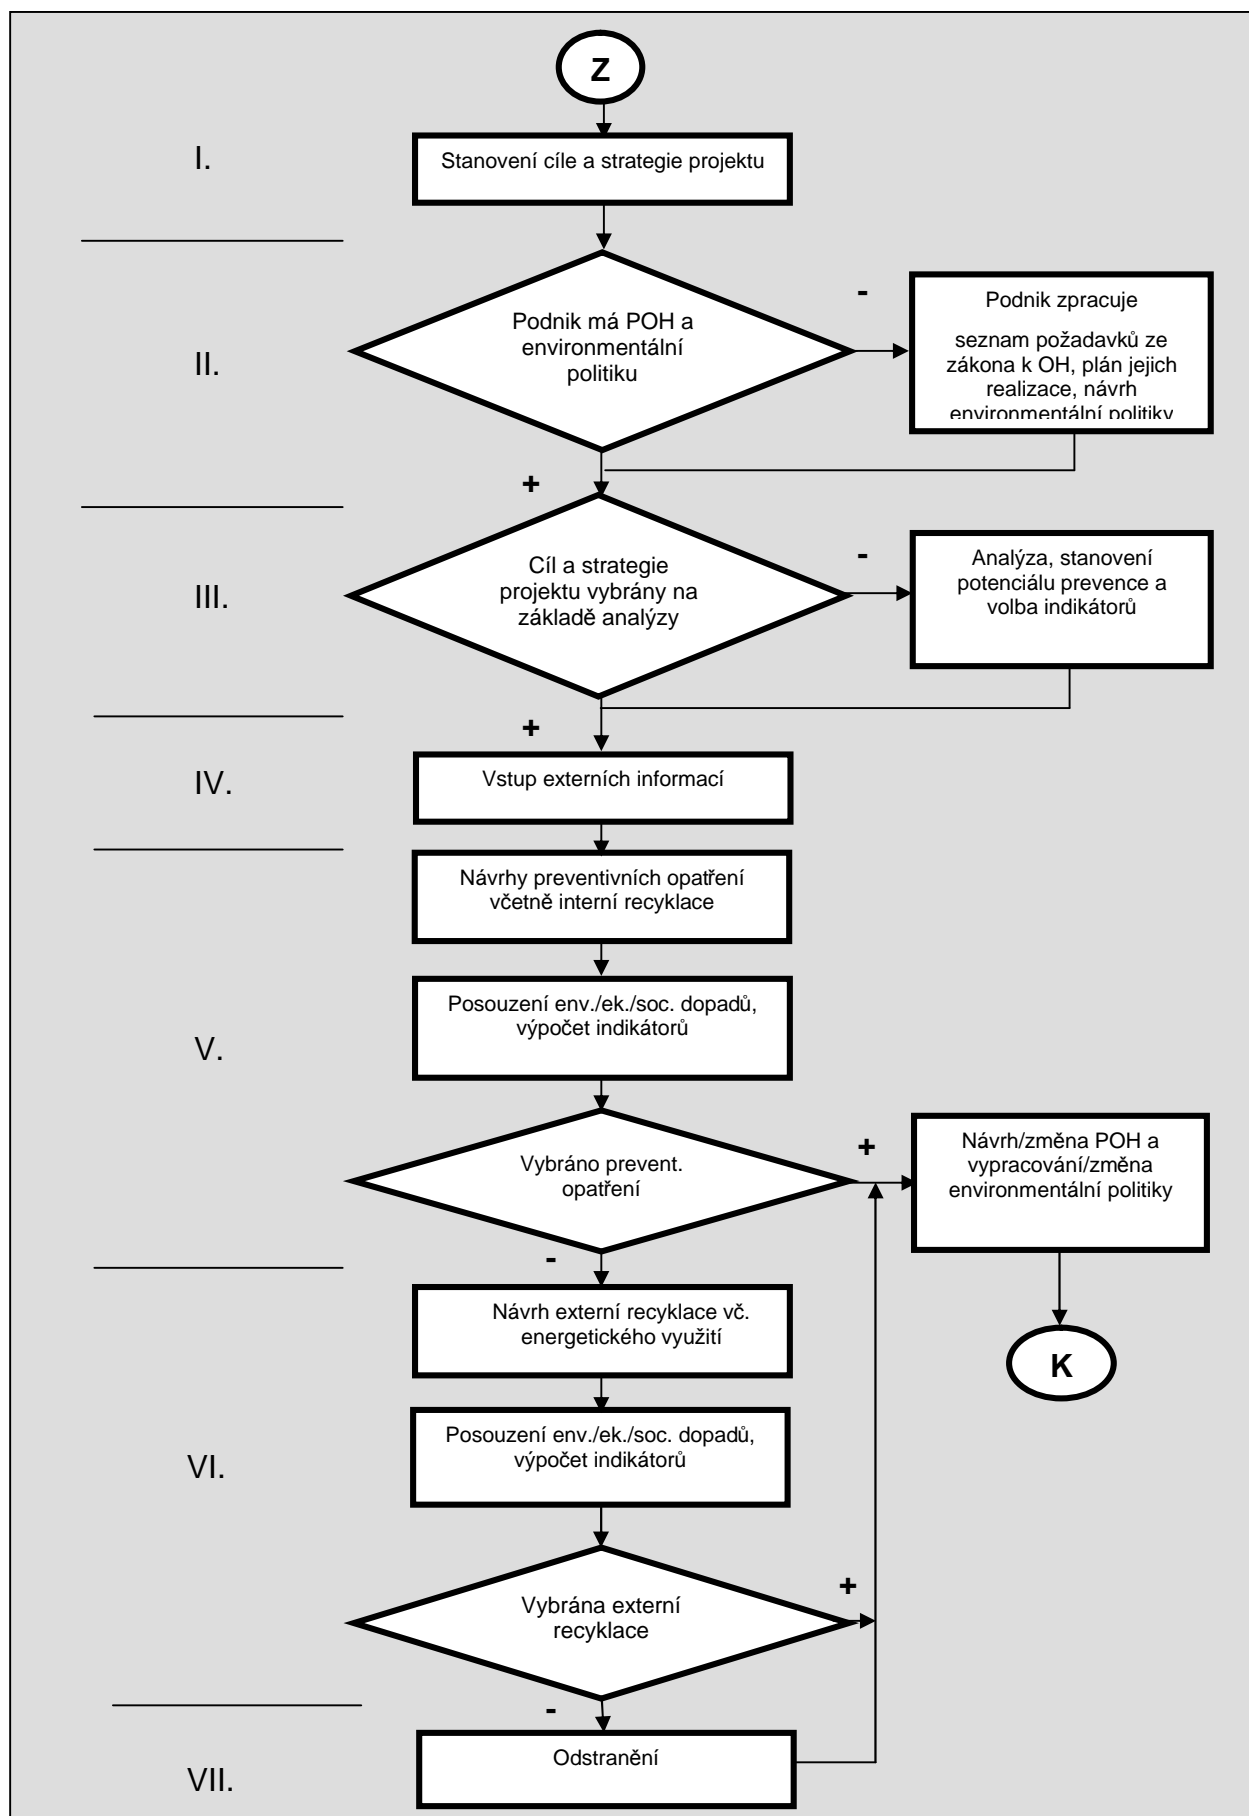 Z
I.
Stanovení cíle a strategie projektu
II.
Podnik má POH a
environmentální
politiku
-
Podnik zpracuje
seznam požadavků ze
zákona k OH, plán jejich
realizace, návrh
environmentální politiky
+
III.
Cíl a strategie
projektu vybrány na
základě analýzy
-
Analýza, stanovení
potenciálu prevence a
volba indikátorů
+
IV.
Vstup externích informací
V.
Návrhy preventivních opatření
včetně interní recyklace
Posouzení env./ek./soc. dopadů,
výpočet indikátorů
Vybráno prevent.
opatření
+
Návrh/změna POH a
vypracování/změna
environmentální politiky
K
-
VI.
Návrh externí recyklace vč.
energetického využití
Posouzení env./ek./soc. dopadů,
výpočet indikátorů
Vybrána externí
recyklace
+
-
VII.
Odstranění